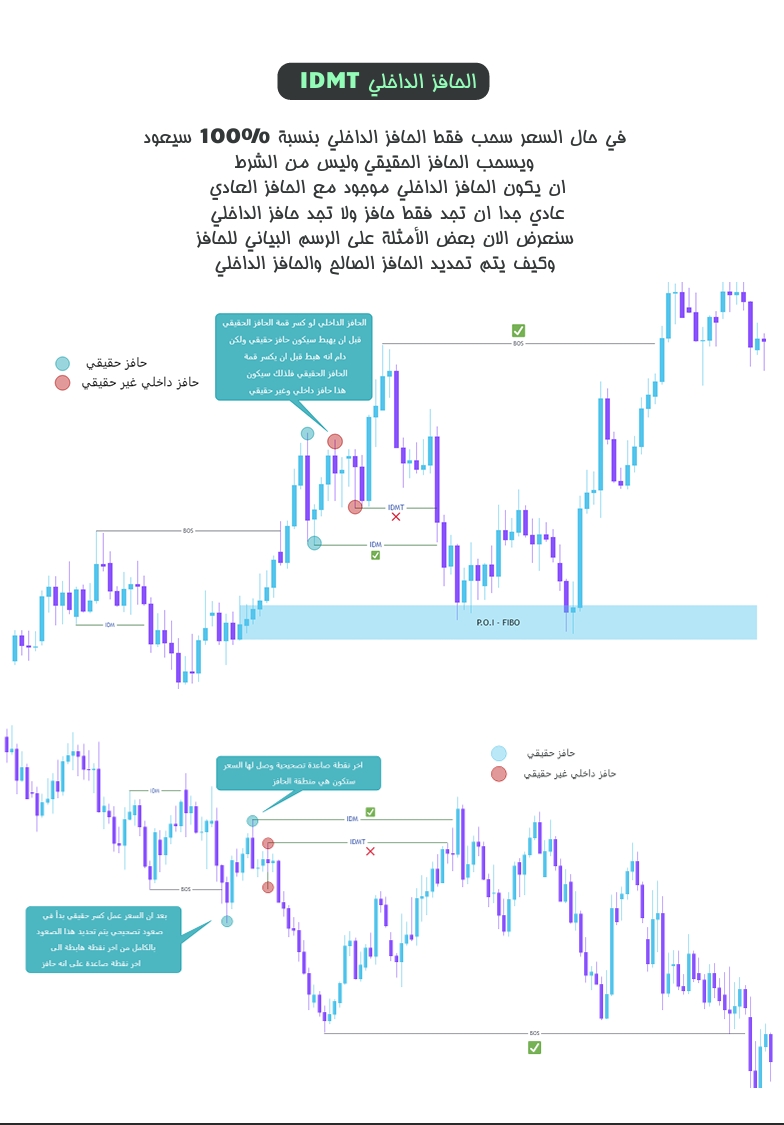 الحافز الداخلي IDMT
في حال السعر سحب فقط الحافز الداخلي بنسبة 100% سيعود
ويسحب الحافز الحقيقي وليس من الشرط
ان يكون الحافز الداخلي موجود مع الحافز العادي
عادي جدا ان تجد فقط حافز ولا تجد حافز الداخلي
سنعرض الان بعض الأمثلة على الرسم البياني للحافز
وكيف يتم تحديد الحافز الصالح والحافز الداخلي
الحافز الداخلي لو كسر قمة الحافز الحقيقي
قبل ان يهبط سيكون حافز حقيقي ولكن
دام انه هبط قبل ان يكسر قمة
الحافز الحقيقي فلذلك سيكون
هذا حافز داخلي وغير حقيقي
حافز حقيقي
حافز داخلي غير حقيقي
BOS
IDMT
BOS
IDM
IDM
P.O.I - FIBO
حافز حقيقي
حافز داخلي غير حقيقي
اخر نقطة صاعدة تصحيحية وصل لها السعر
ستكون هي منطقة الحافز
IDM
IDM
IDMT
BOS
بعد ان السعر عمل كسر حقيقي بدأ في
صعود تصحيحي يتم تحديد هذا الصعود
بالكامل من اخر نقطة هابطة الى
اخر نقطة صاعدة على انه حافز
BOS